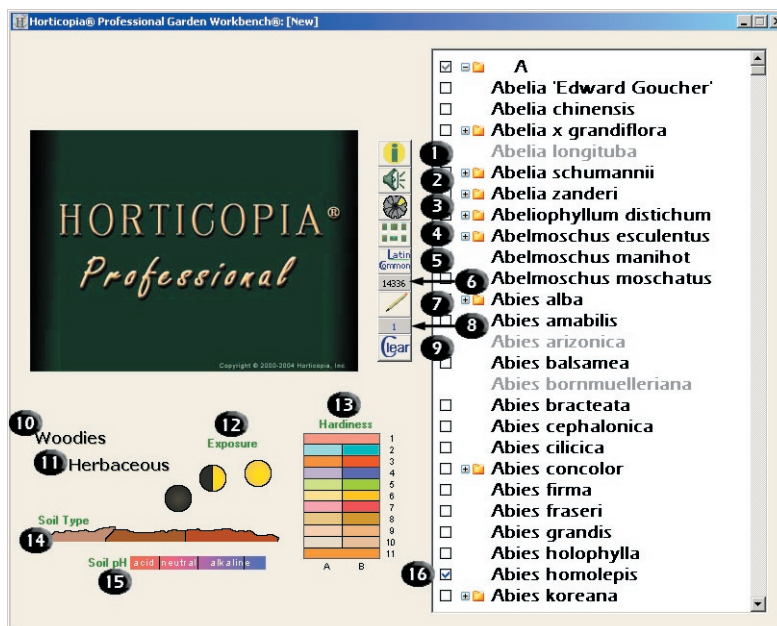 Horticopia® Professional Garden Workbench®: [New]
HORTICOPIA®
Professional
Copyright © 2000-2004 Horticopia, Inc
1
2
3
4
Latin
Common
5
14336
6
7
1
8
Clear
9
A
Abelia 'Edward Goucher'
Abelia chinensis
Abelia x grandiflora
Abelia longituba
Abelia schumannii
Abelia zanderi
Abeliophyllum distichum
Abelmoschus esculentus
Abelmoschus manihot
Abelmoschus moschatus
Abies alba
Abies amabilis
Abies arizonica
Abies balsamea
Abies bornmuelleriana
Abies bracteata
Abies cephalonica
Abies cilicica
Abies concolor
Abies firma
Abies fraseri
Abies grandis
Abies holophylla
16 Abies homolepis
Abies koreana
10
Woodies
11 Herbaceous
12
Exposure
13
Hardiness
1
2
3
4
5
6
7
8
9
10
11
A B
Soil Type
14
Soil pH acid neutral alkaline
15